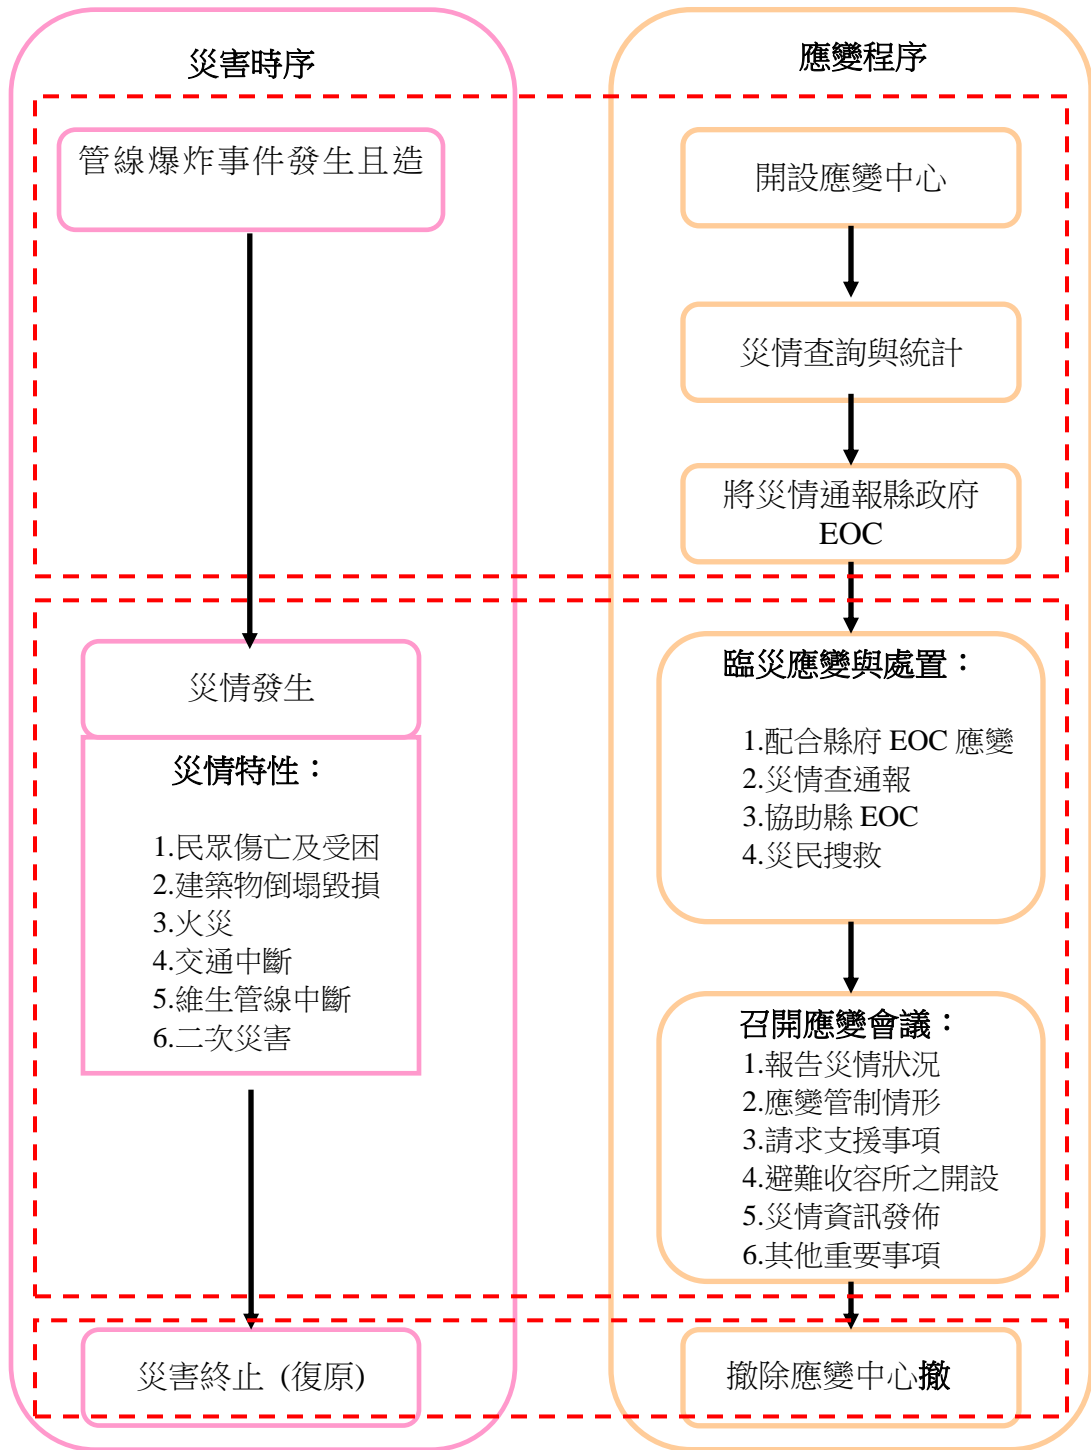 災害時序
管線爆炸事件發生且造
災情發生
災情特性：
1.民眾傷亡及受困
2.建築物倒塌毀損
3.火災
4.交通中斷
5.維生管線中斷
6.二次災害
災害終止 (復原)
應變程序
開設應變中心
災情查詢與統計
將災情通報縣政府
EOC
臨災應變與處置：
1.配合縣府 EOC 應變
2.災情查通報
3.協助縣 EOC
4.災民搜救
召開應變會議：
1.報告災情狀況
2.應變管制情形
3.請求支援事項
4.避難收容所之開設
5.災情資訊發佈
6.其他重要事項
撤除應變中心撤